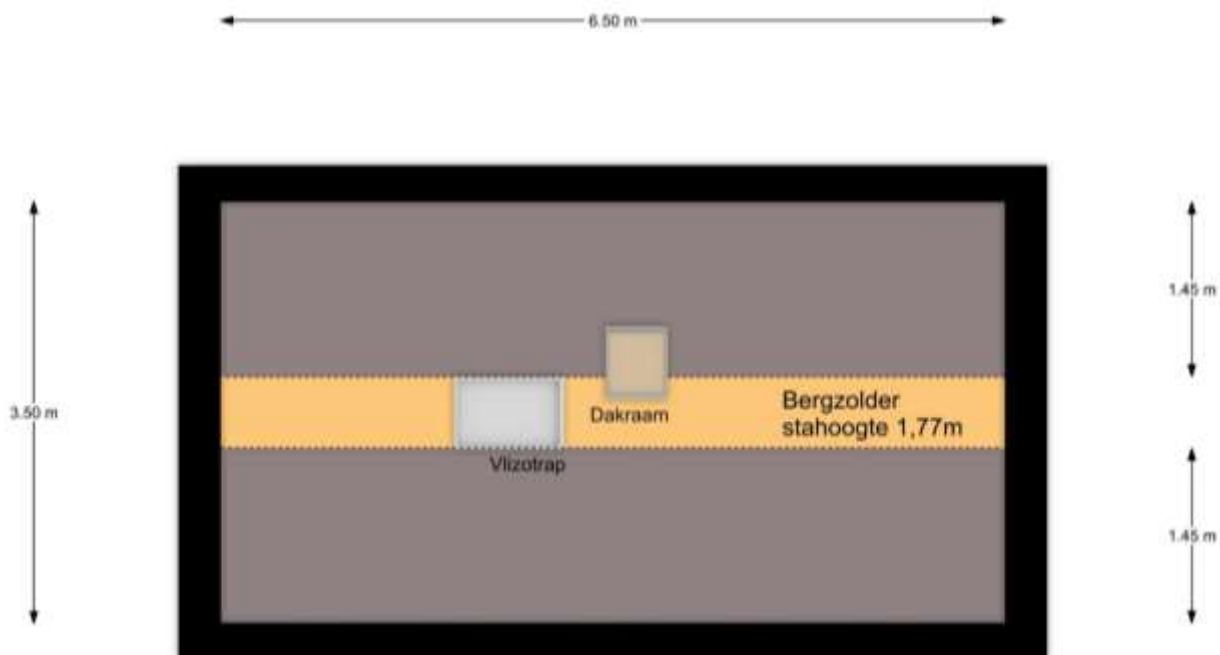 6.50 m
1.45 m
3.50 m
Bergzolder
stahoogte 1,77m
Dakraam
Vlizotrap
1.45 m